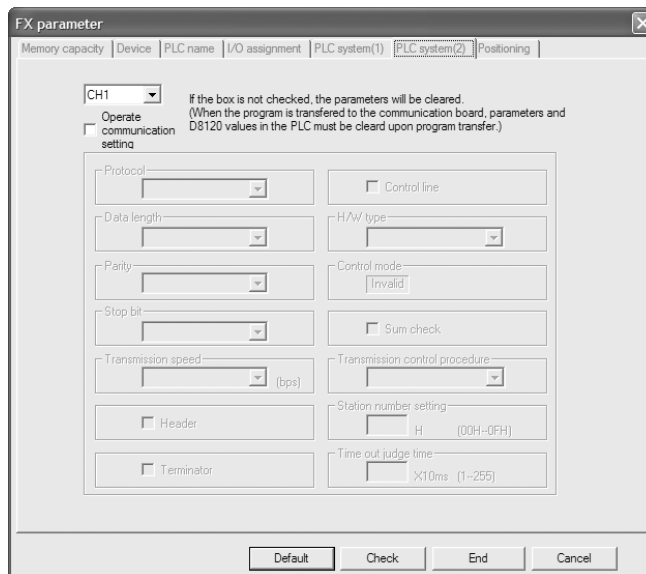 FX parameter
Memory capacity Device PLC name I/O assignment PLC system(1) PLC system(2) Positioning
CH1
If the box is not checked, the parameters will be cleared.
(When the program is transfered to the communication board, parameters and
D8120 values in the PLC must be cleard upon program transfer.)
Operate
communication
setting
Protocol
Control line
Data length
H/W type
Parity
Control mode
Invalid
Stop bit
Sum check
Transmission speed
(bps)
Transmission control procedure
Header
Station number setting
H (00H--0FH)
Terminator
Time out judge time
X10ms (1--255)
Default Check End Cancel